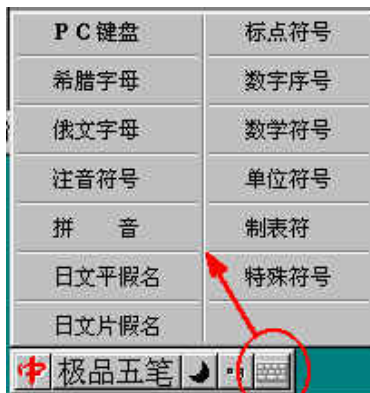 PC键盘 标点符号
希腊字母 数字序号
俄文字母 数学符号
注音符号 单位符号
拼 音 制表符
日文平假名 特殊符号
日文片假名
中 极品五笔